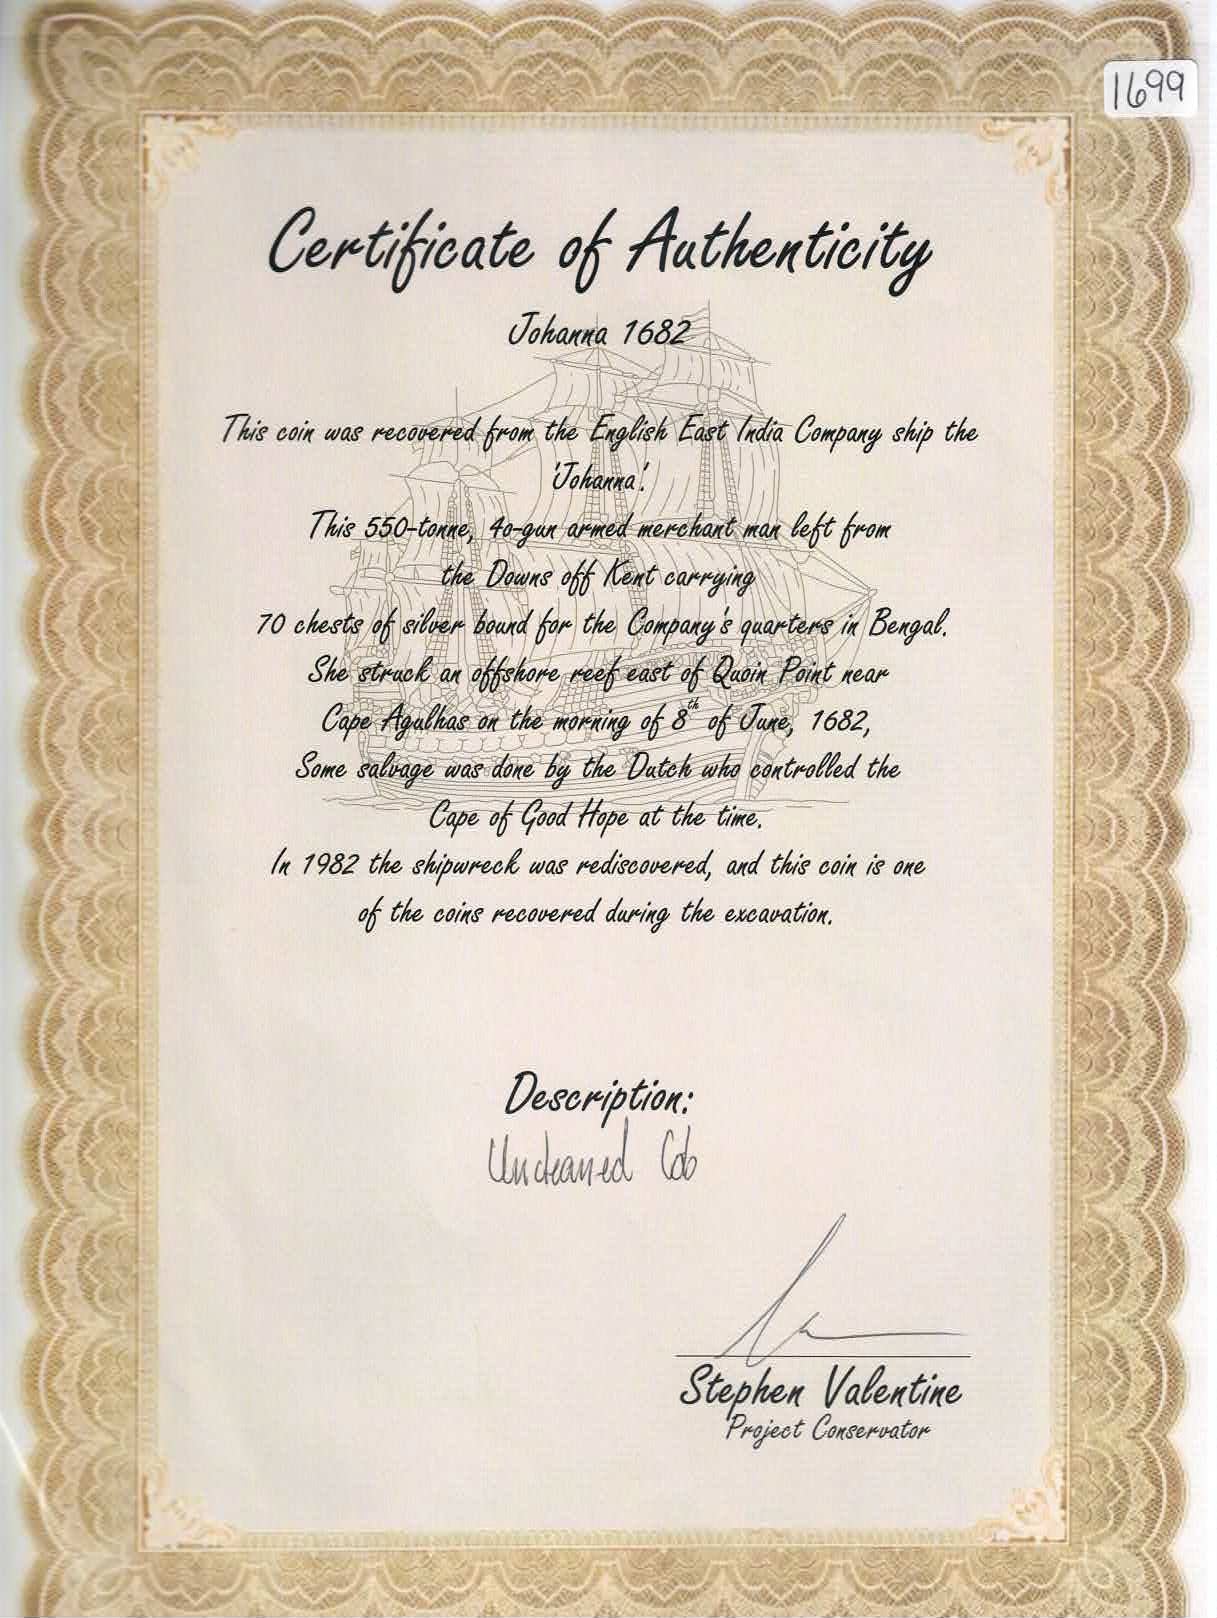 1699
Certificate of Authenticity
Johanna 1682
This coin was recovered from the English East India Company ship the
'Johanna'.
This 550-tonne, 40-gun armed merchant man left from
the Downs off Kent carrying
70 chests of silver bound for the Company's quarters in Bengal.
She struck an offshore reef east of Quoin Point near
Cape Agulhas on the morning of 8th of June, 1682,
Some salvage was done by the Dutch who controlled the
Cape of Good Hope at the time.
In 1982 the shipwreck was rediscovered, and this coin is one
of the coins recovered during the excavation.
Description:
Uncleaned Cob
Stephen Valentine
Project Conservator